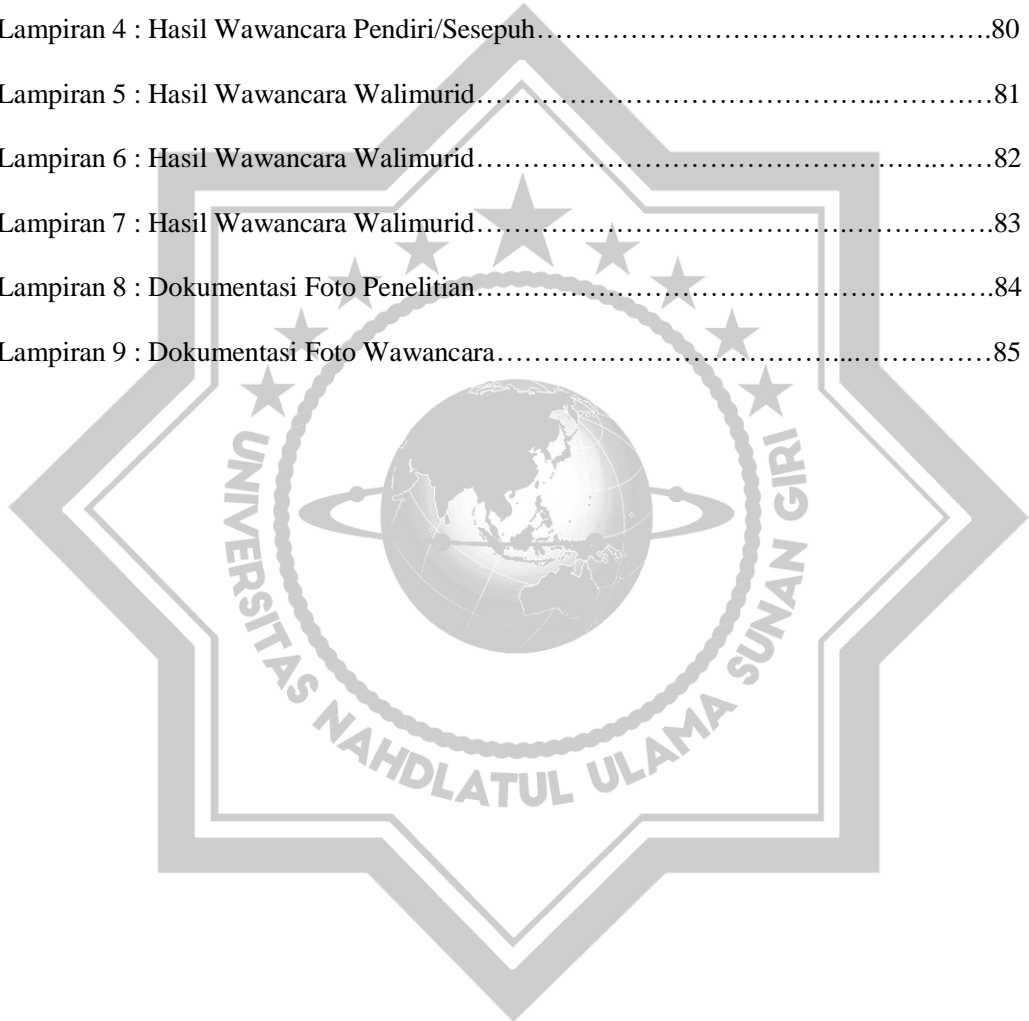 Lampiran 4 : Hasil Wawancara Pendiri/Sesepuh……………………………………….80
Lampiran 5 : Hasil Wawancara Walimurid…………………………………..…………81
Lampiran 6 : Hasil Wawancara Walimurid………………………………………..……82
Lampiran 7 : Hasil Wawancara Walimurid……………………………….…………….83
Lampiran 8 : Dokumentasi Foto Penelitian………………………………………….….84
Lampiran 9 : Dokumentasi Foto Wawancara……………………………...……………85
UNIVERSITAS NAHDLATUL ULAMA SUNAN GIRI